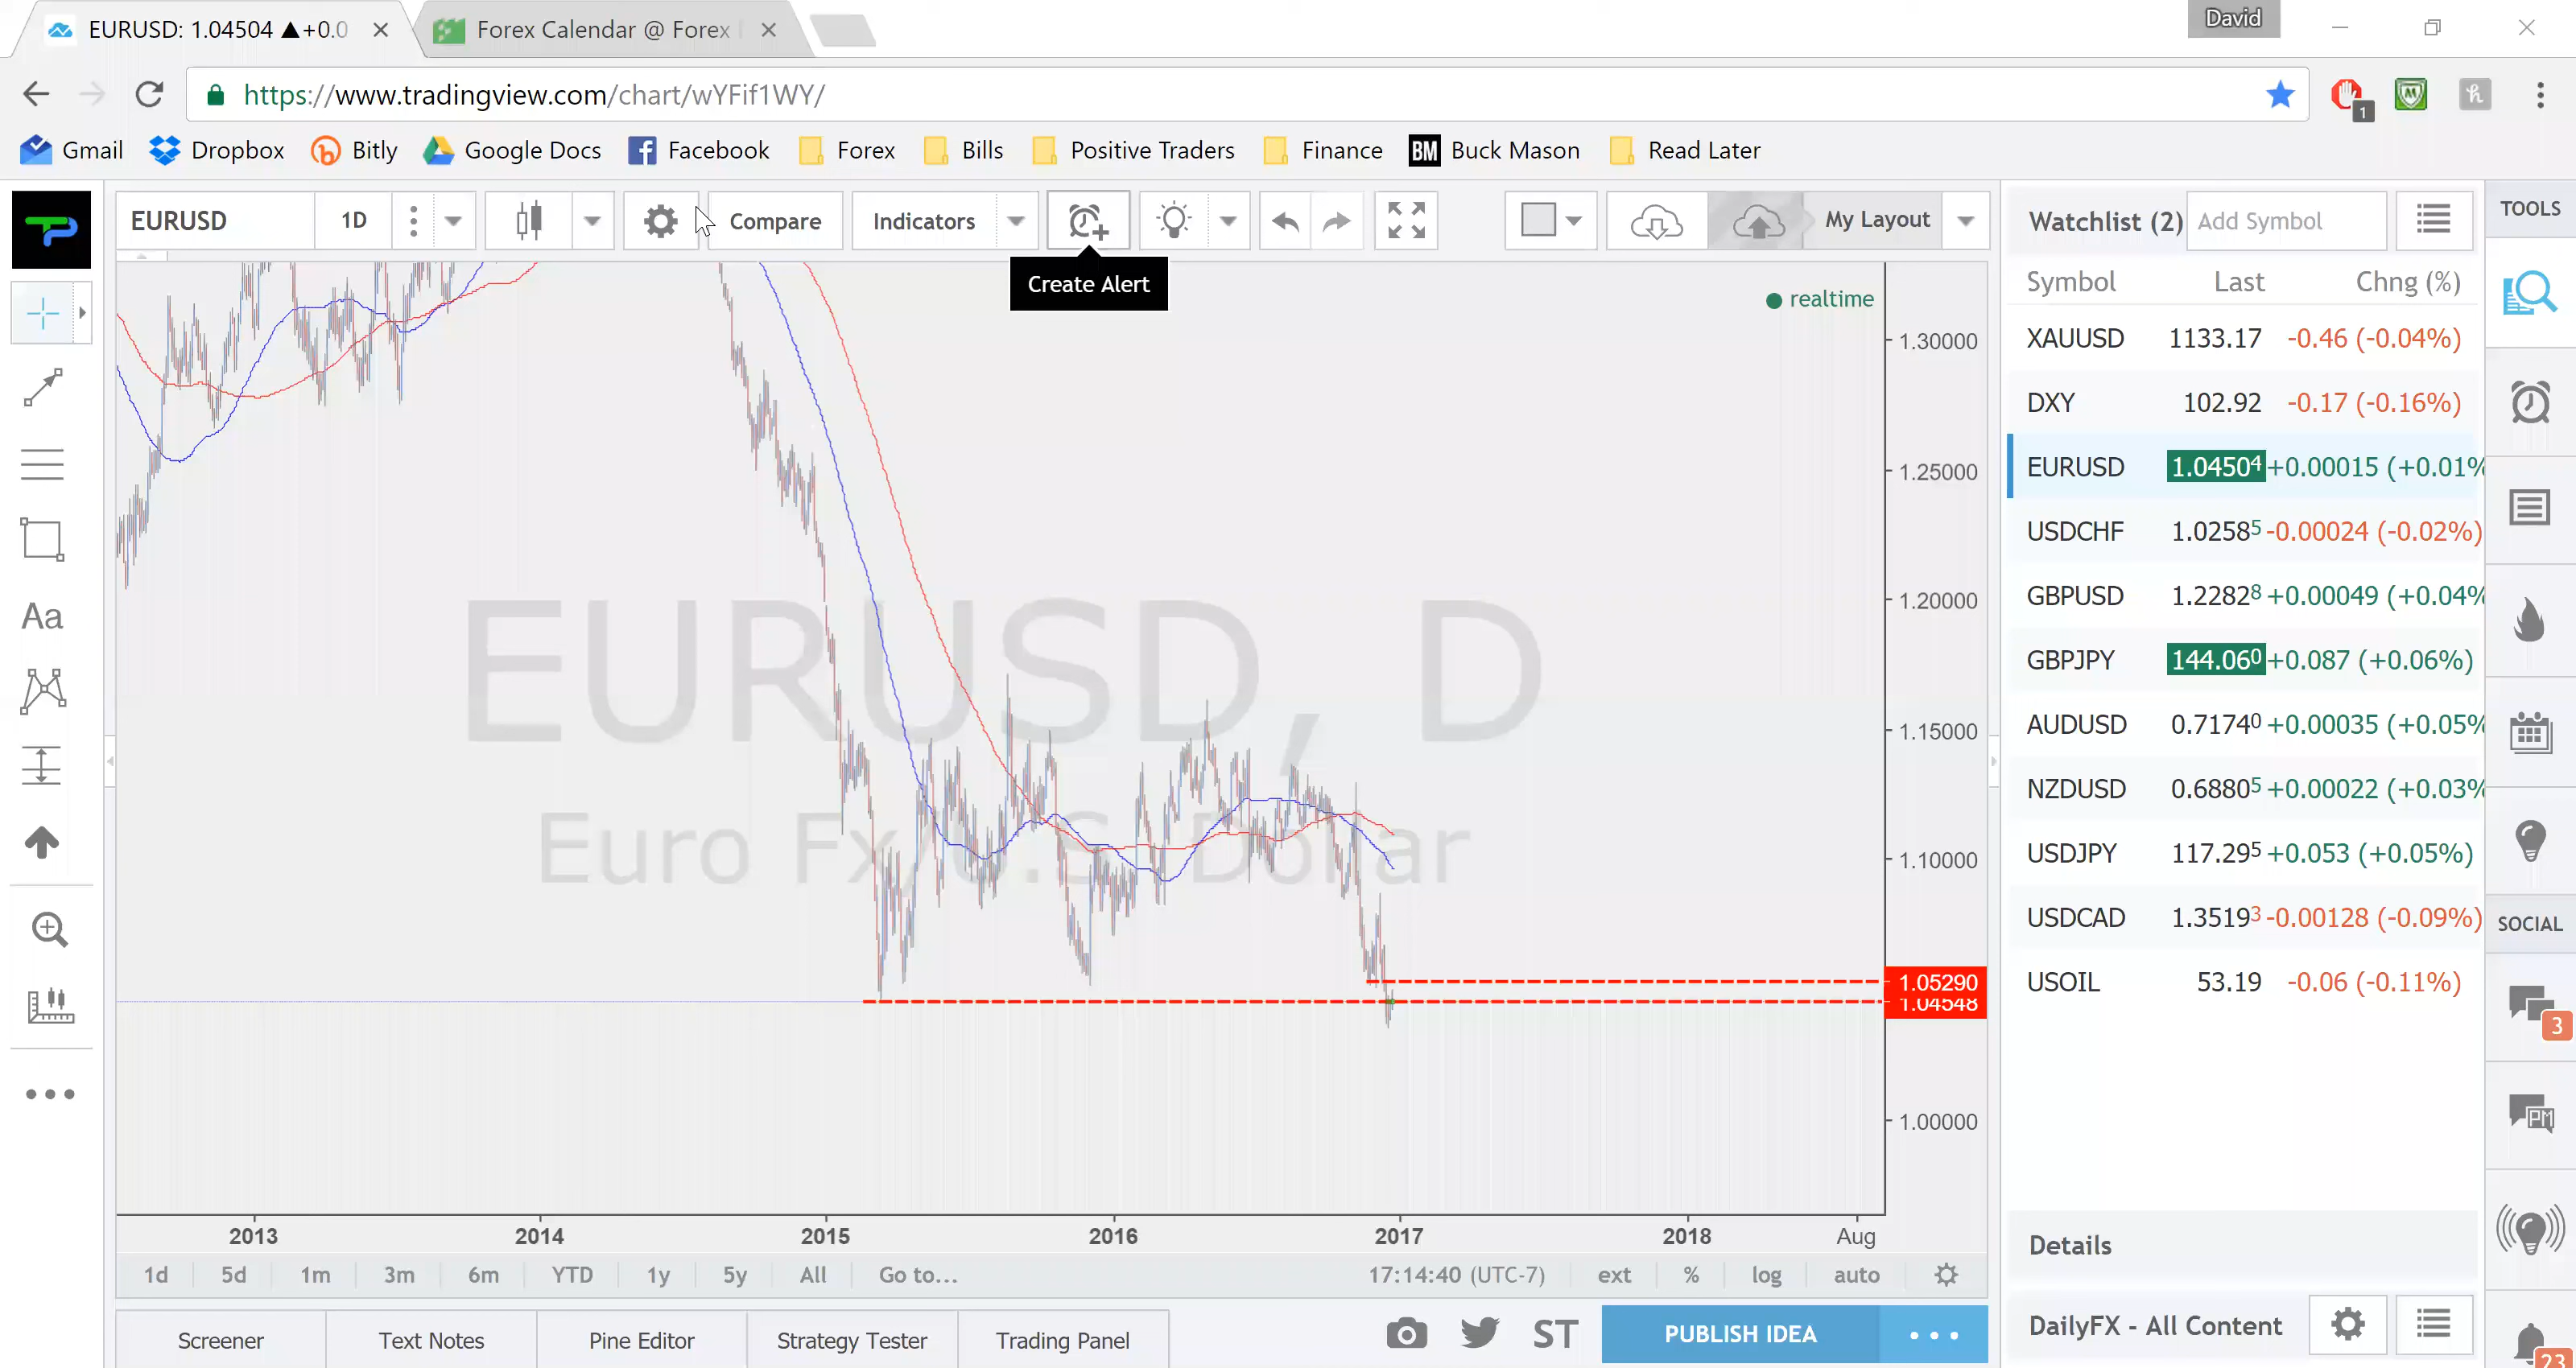 EURUSD: 1.04504 ▲+0.0
Forex Calendar @ Forex
David
https://www.tradingview.com/chart/wYFif1WY/
1
Gmail Dropbox Bitly Google Docs Facebook Forex Bills Positive Traders Finance BM Buck Mason Read Later
EURUSD 1D Compare Indicators My Layout
Create Alert
realtime
EURUSD, D
Euro Fx/U.S. Dollar
1.30000
1.25000
1.20000
1.15000
1.10000
1.05290
1.04548
1.00000
2013 2014 2015 2016 2017 2018 Aug
1d 5d 1m 3m 6m YTD 1y 5y All Go to... 17:14:40 (UTC-7) ext % log auto
Screener Text Notes Pine Editor Strategy Tester Trading Panel ST PUBLISH IDEA
Aa
Watchlist (2) Add Symbol
Symbol Last Chng (%)
XAUUSD 1133.17 -0.46 (-0.04%)
DXY 102.92 -0.17 (-0.16%)
EURUSD 1.04504 +0.00015 (+0.01%
USDCHF 1.02585 -0.00024 (-0.02%)
GBPUSD 1.22828 +0.00049 (+0.04%
GBPJPY 144.060 +0.087 (+0.06%)
AUDUSD 0.71740 +0.00035 (+0.05%
NZDUSD 0.68805 +0.00022 (+0.03%
USDJPY 117.295 +0.053 (+0.05%)
USDCAD 1.35193 -0.00128 (-0.09%)
USOIL 53.19 -0.06 (-0.11%)
Details
DailyFX - All Content
TOOLS
SOCIAL
3
PM
23